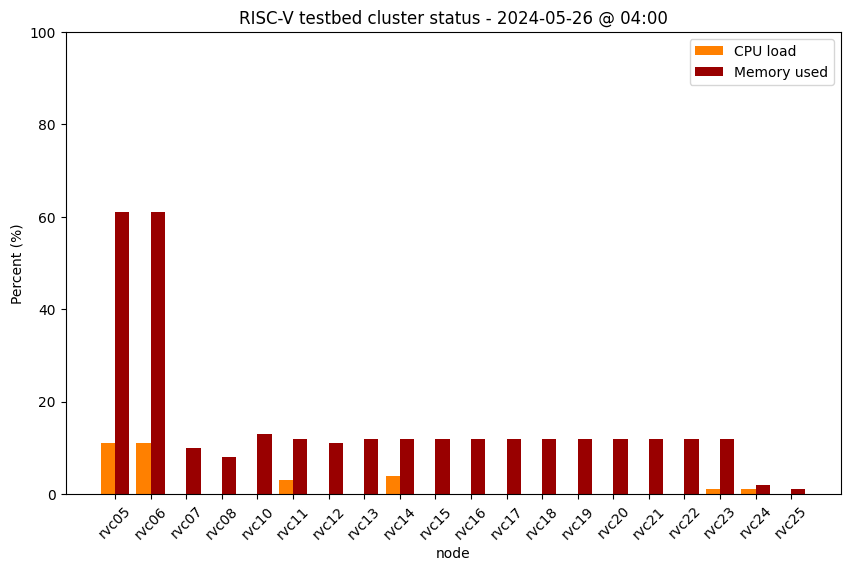 RISC-V testbed cluster status - 2024-05-26 @ 04:00
CPU load
Memory used
Percent (%)
100
80
60
40
20
0
rvc05
rvc06
rvc07
rvc08
rvc10
rvc11
rvc12
rvc13
rvc14
rvc15
rvc16
rvc17
rvc18
rvc19
rvc20
rvc21
rvc22
rvc23
rvc24
rvc25
node